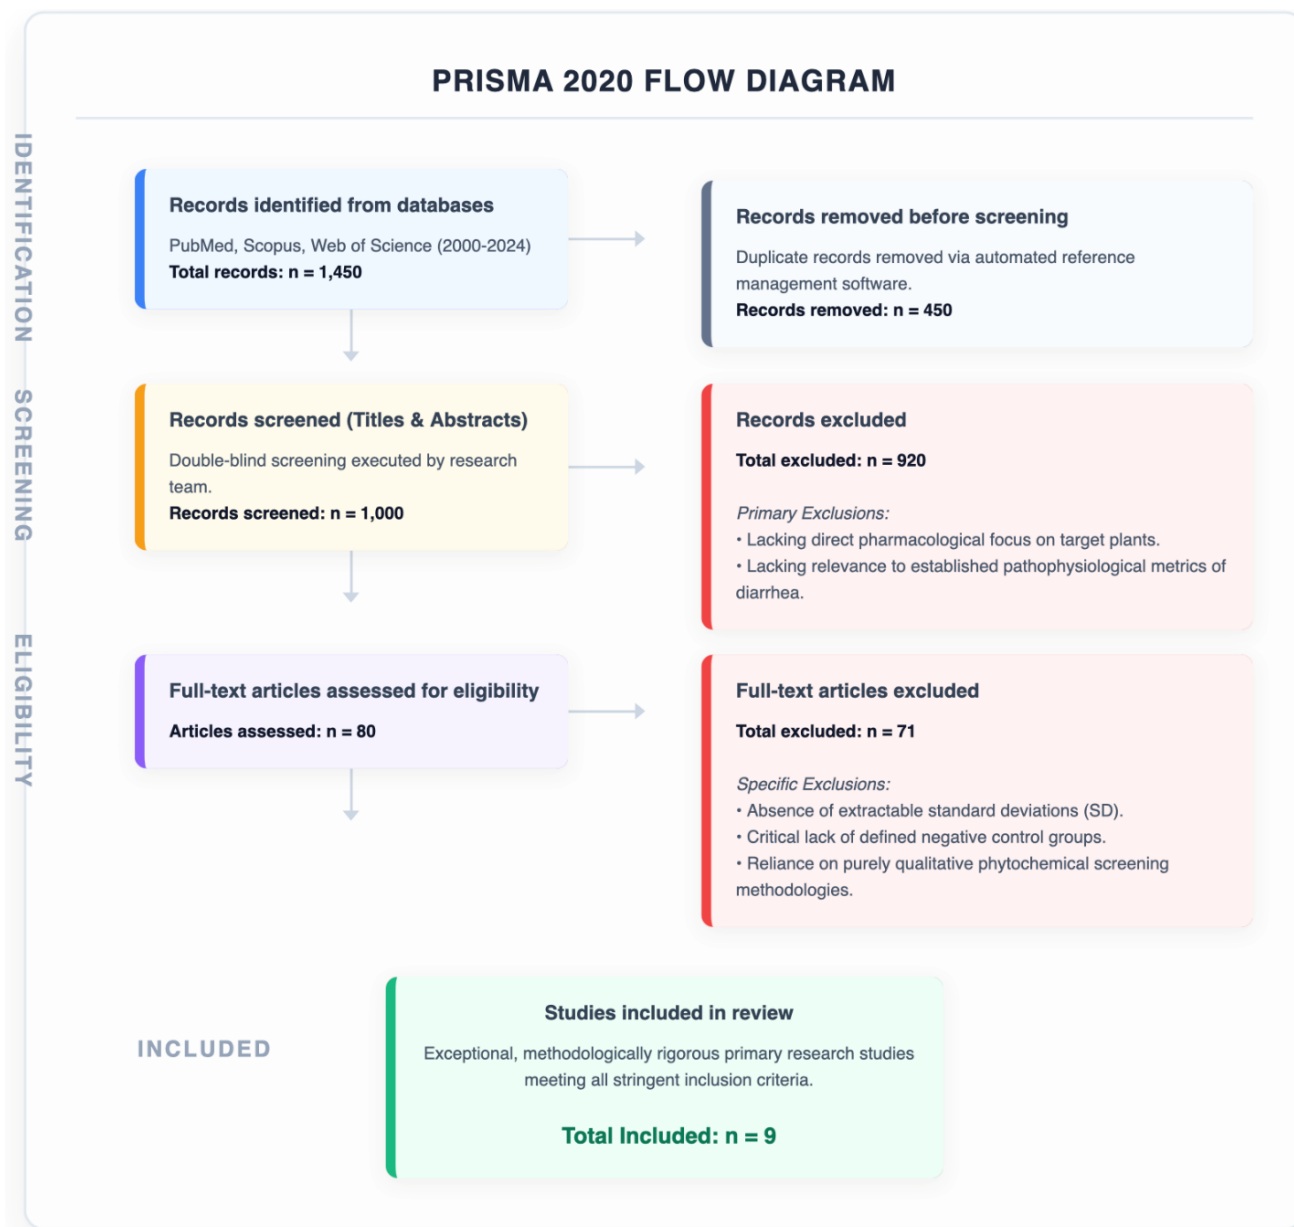 PRISMA 2020 FLOW DIAGRAM
IDENTIFICATION
Records identified from databases
PubMed, Scopus, Web of Science (2000-2024)
Total records: n = 1,450
Records removed before screening
Duplicate records removed via automated reference
management software.
Records removed: n = 450
SCREENING
Records screened (Titles & Abstracts)
Double-blind screening executed by research
team.
Records screened: n = 1,000
Records excluded
Total excluded: n = 920
Primary Exclusions:
• Lacking direct pharmacological focus on target plants.
• Lacking relevance to established pathophysiological metrics of
diarrhea.
ELIGIBILITY
Full-text articles assessed for eligibility
Articles assessed: n = 80
Full-text articles excluded
Total excluded: n = 71
Specific Exclusions:
• Absence of extractable standard deviations (SD).
• Critical lack of defined negative control groups.
• Reliance on purely qualitative phytochemical screening
methodologies.
INCLUDED
Studies included in review
Exceptional, methodologically rigorous primary research studies
meeting all stringent inclusion criteria.
Total Included: n = 9